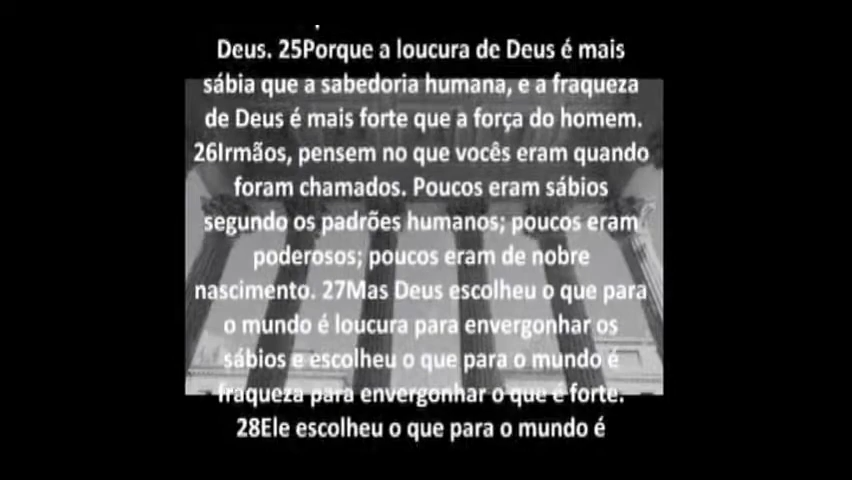 Deus. 25Porque a loucura de Deus é mais
sábia que a sabedoria humana, e a fraqueza
de Deus é mais forte que a força do homem.
26Irmãos, pensem no que vocês eram quando
foram chamados. Poucos eram sábios
segundo os padrões humanos; poucos eram
poderosos; poucos eram de nobre
nascimento. 27Mas Deus escolheu o que para
o mundo é loucura para envergonhar os
sábios e escolheu o que para o mundo é
fraqueza para envergonhar o que é forte.
28Ele escolheu o que para o mundo é